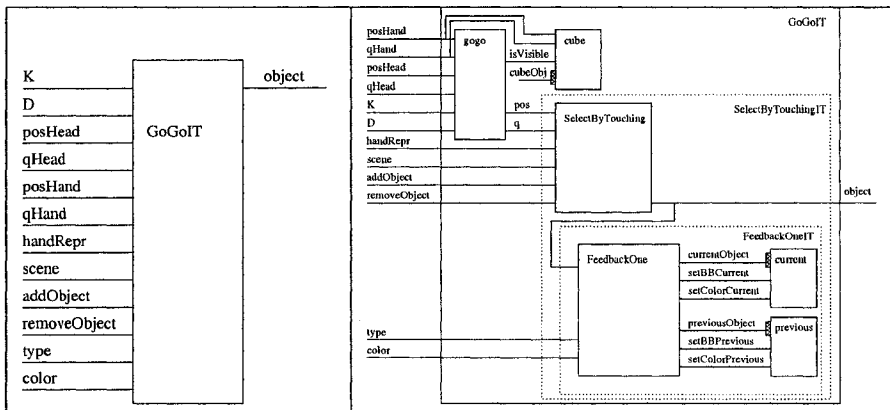 K
D
posHead
qHead
posHand
qHand
handRepr
scene
addObject
removeObject
type
color
GoGoIT
object
GoGoIT
posHand
qHand
posHead
qHead
K
D
handRepr
scene
addObject
removeObject
type
color
gogo
isVisible
cubeObj
cube
pos
q
SelectByTouching
SelectByTouchingIT
object
FeedbackOneIT
FeedbackOne
currentObject
setBBCurrent
setColorCurrent
current
previousObject
setBBPrevious
setColorPrevious
previous